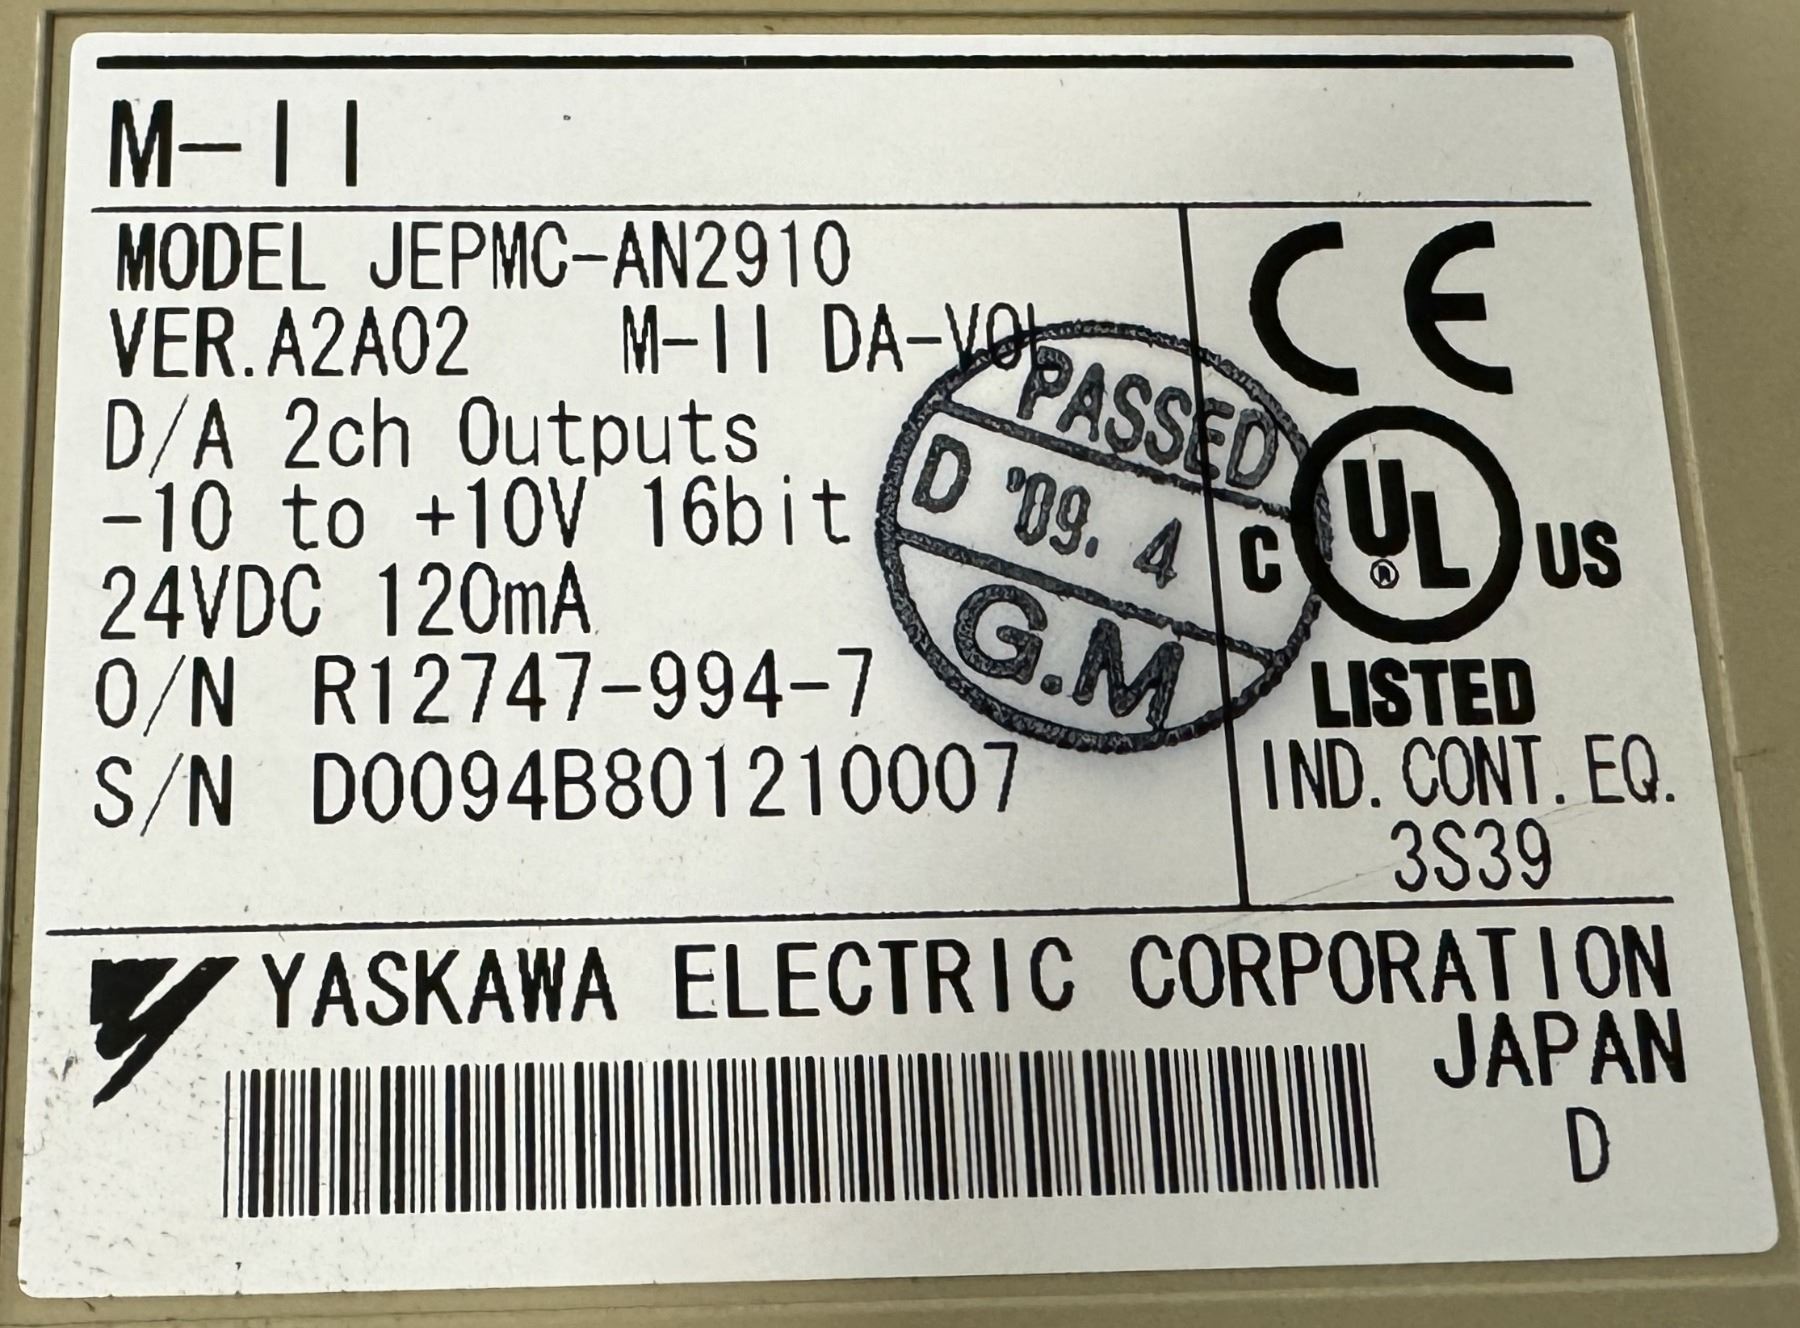 M-II
MODEL JEPMC-AN2910
VER.A2A02 M-II DA-VOL
D/A 2ch Outputs
-10 to +10V 16bit
24VDC 120mA
O/N R12747-994-7
S/N D0094B801210007
PASSED
D '09. 4
G.M
CE
C UL ® US
LISTED
IND. CONT. EQ.
3S39
YASKAWA ELECTRIC CORPORATION
JAPAN
D